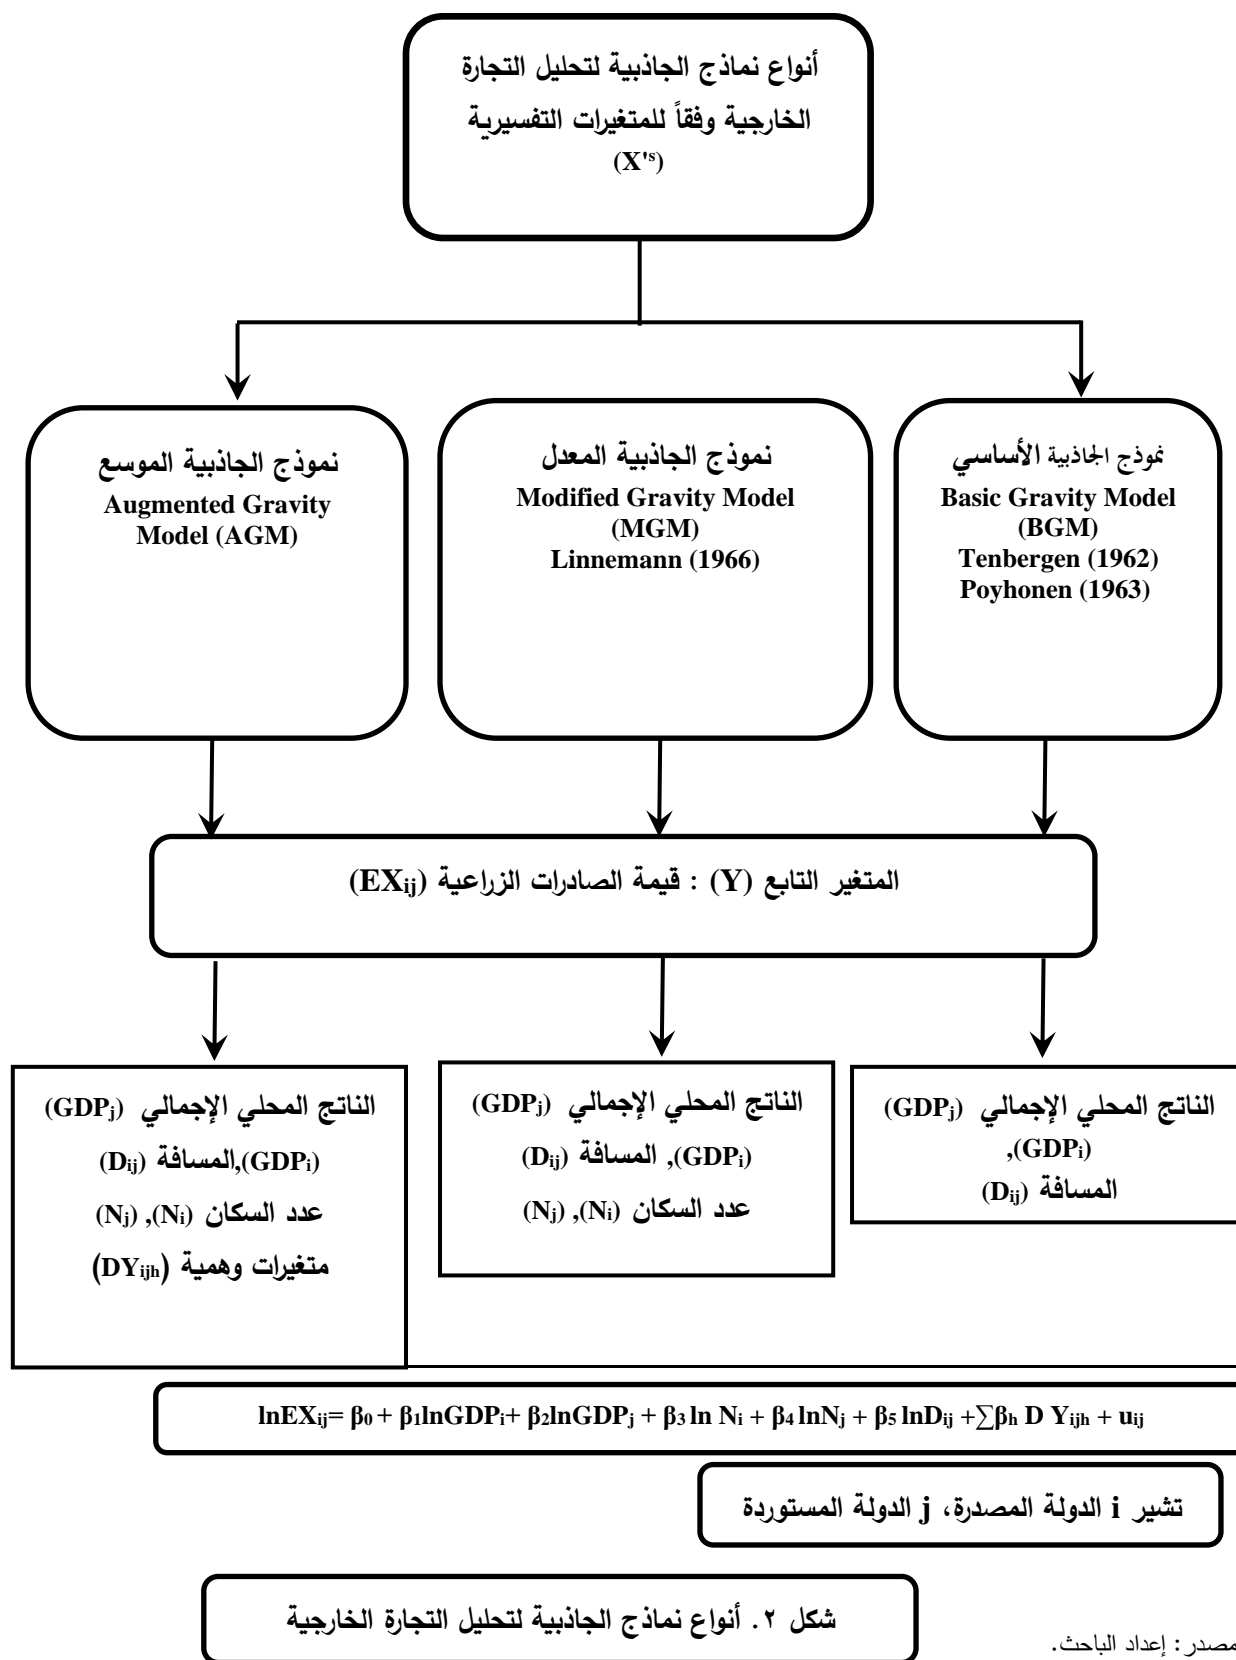 أنواع نماذج الجاذبية لتحليل التجارة
الخارجية وفقاً للمتغيرات التفسيرية
(X'ˢ)
نموذج الجاذبية الأساسي
Basic Gravity Model
(BGM)
Tenbergen (1962)
Poyhonen (1963)
نموذج الجاذبية المعدل
Modified Gravity Model
(MGM)
Linnemann (1966)
نموذج الجاذبية الموسع
Augmented Gravity
Model (AGM)
المتغير التابع (Y) : قيمة الصادرات الزراعية (EXij)
الناتج المحلي الإجمالي (GDPj)
,(GDPi)
المسافة (Dij)
الناتج المحلي الإجمالي (GDPj)
(GDPi), المسافة (Dij)
عدد السكان (Ni), (Nj)
الناتج المحلي الإجمالي (GDPj)
(GDPi),المسافة (Dij)
عدد السكان (Ni), (Nj)
متغيرات وهمية (DYijh)
lnEXij= β0 + β1lnGDPi+ β2lnGDPj + β3 ln Ni + β4 lnNj + β5 lnDij +∑βh D Yijh + uij
تشير i الدولة المصدرة، j الدولة المستوردة
شكل ٢. أنواع نماذج الجاذبية لتحليل التجارة الخارجية
مصدر: إعداد الباحث.